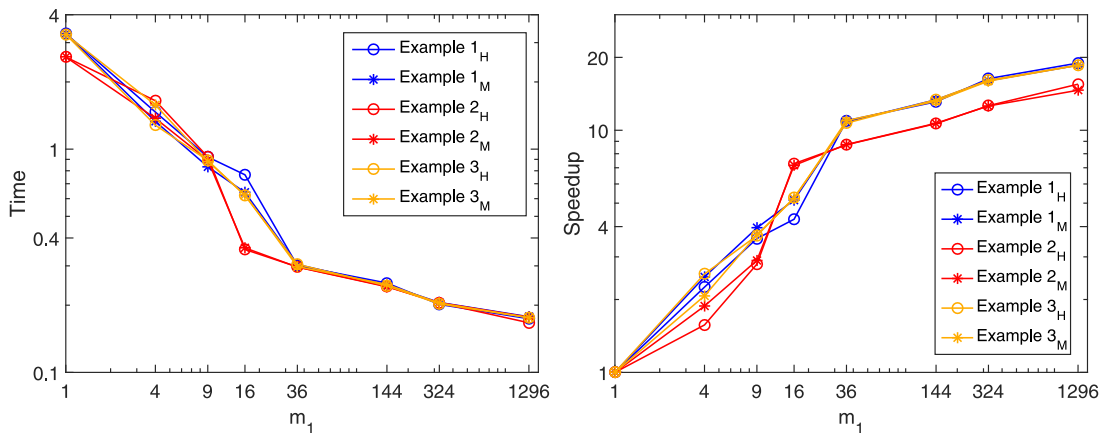 4
1
0.4
0.1
Time
1 4 9 16 36 144 324 1296
m1
Example 1H
Example 1M
Example 2H
Example 2M
Example 3H
Example 3M
20
10
4
1
Speedup
1 4 9 16 36 144 324 1296
m1
Example 1H
Example 1M
Example 2H
Example 2M
Example 3H
Example 3M